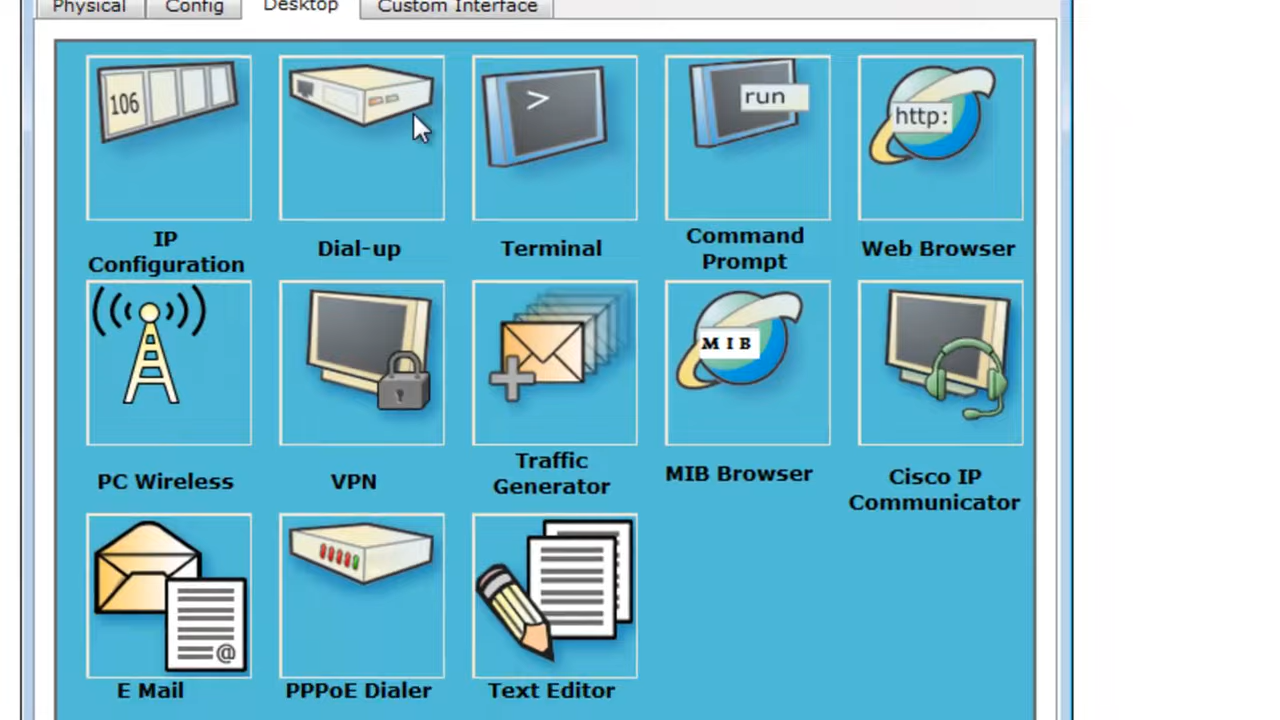 Physical Config Desktop Custom Interface
106
>
run
http:
IP
Configuration
Dial-up
Terminal
Command
Prompt
Web Browser
MIB
PC Wireless
VPN
Traffic
Generator
MIB Browser
Cisco IP
Communicator
@
E Mail
PPPoE Dialer
Text Editor